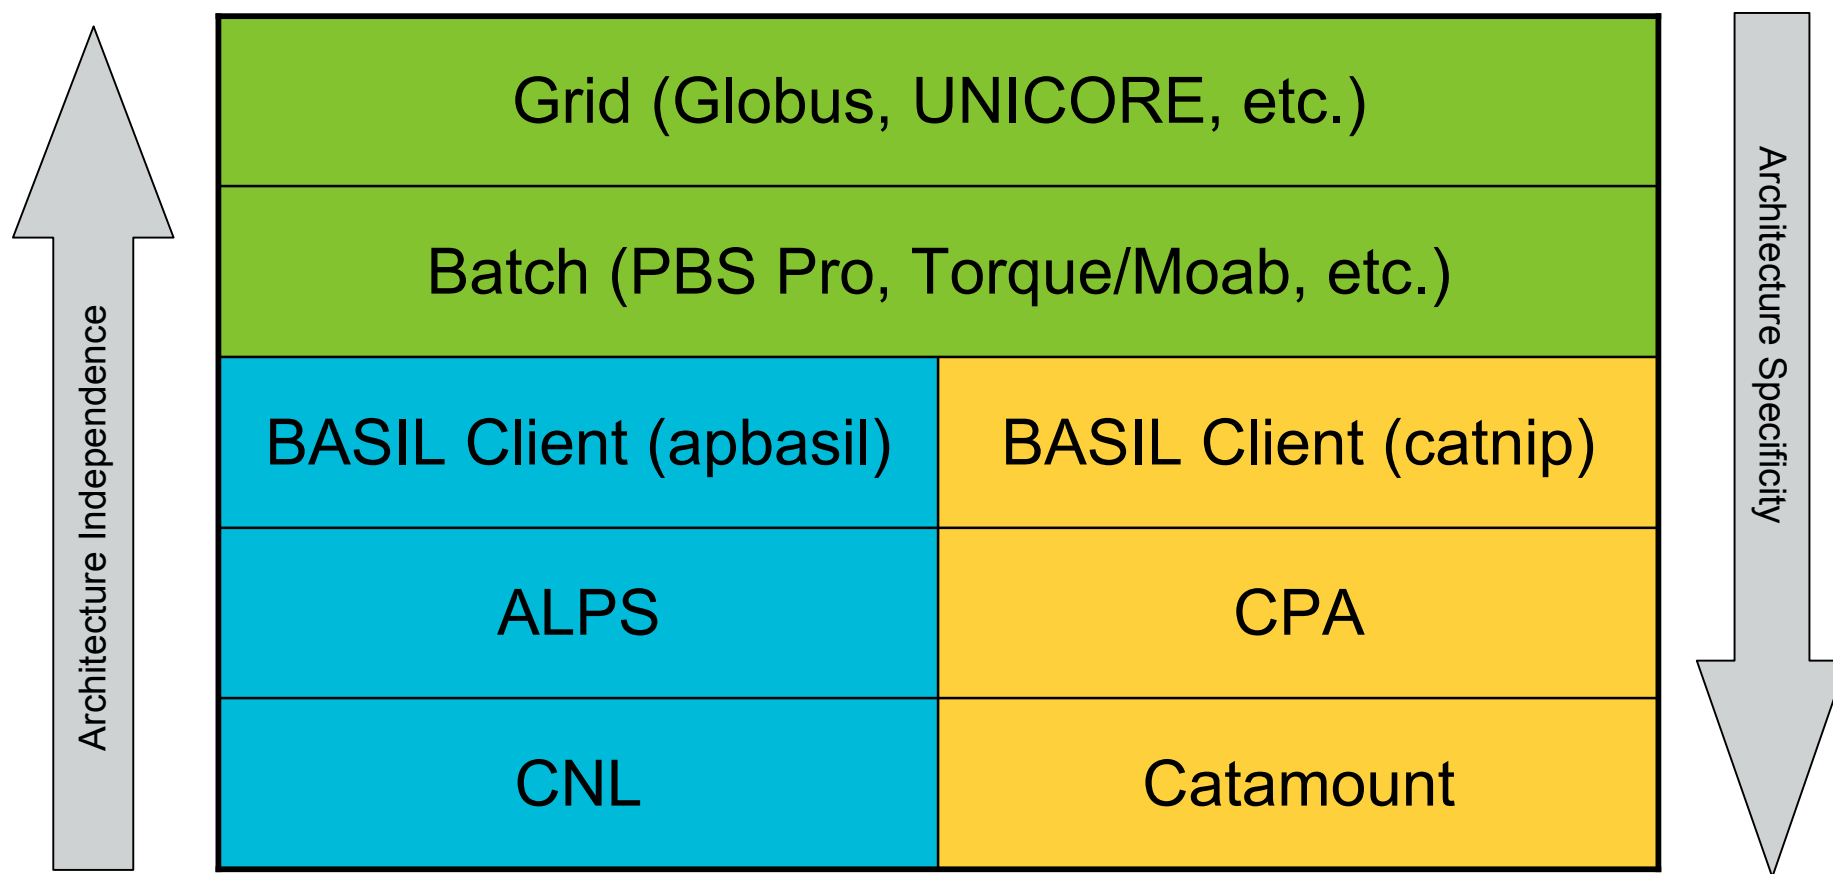 Architecture Independence
Grid (Globus, UNICORE, etc.)
Batch (PBS Pro, Torque/Moab, etc.)
BASIL Client (apbasil)
BASIL Client (catnip)
ALPS
CPA
CNL
Catamount
Architecture Specificity